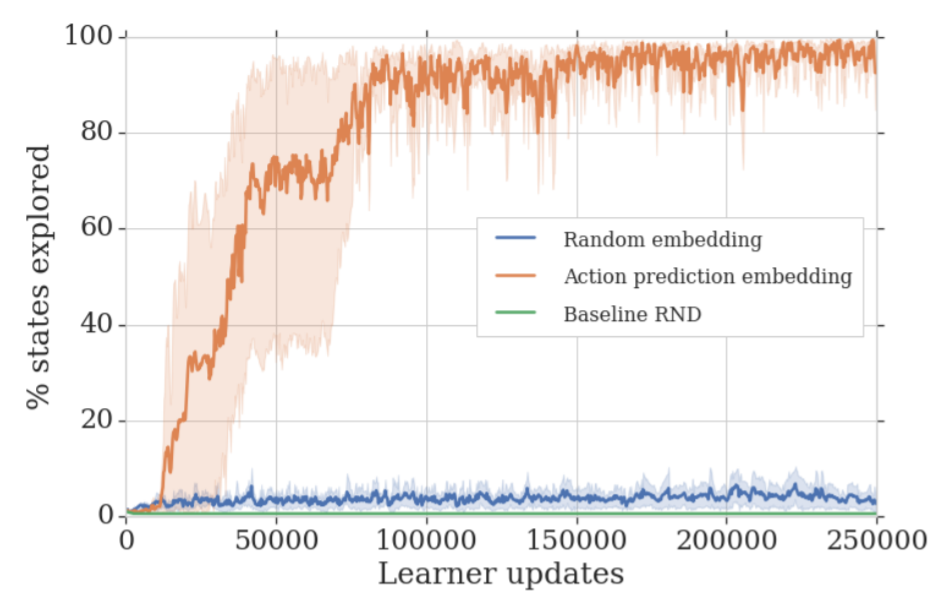 100
80
60
40
20
0
% states explored
Random embedding
Action prediction embedding
Baseline RND
0 50000 100000 150000 200000 250000
Learner updates